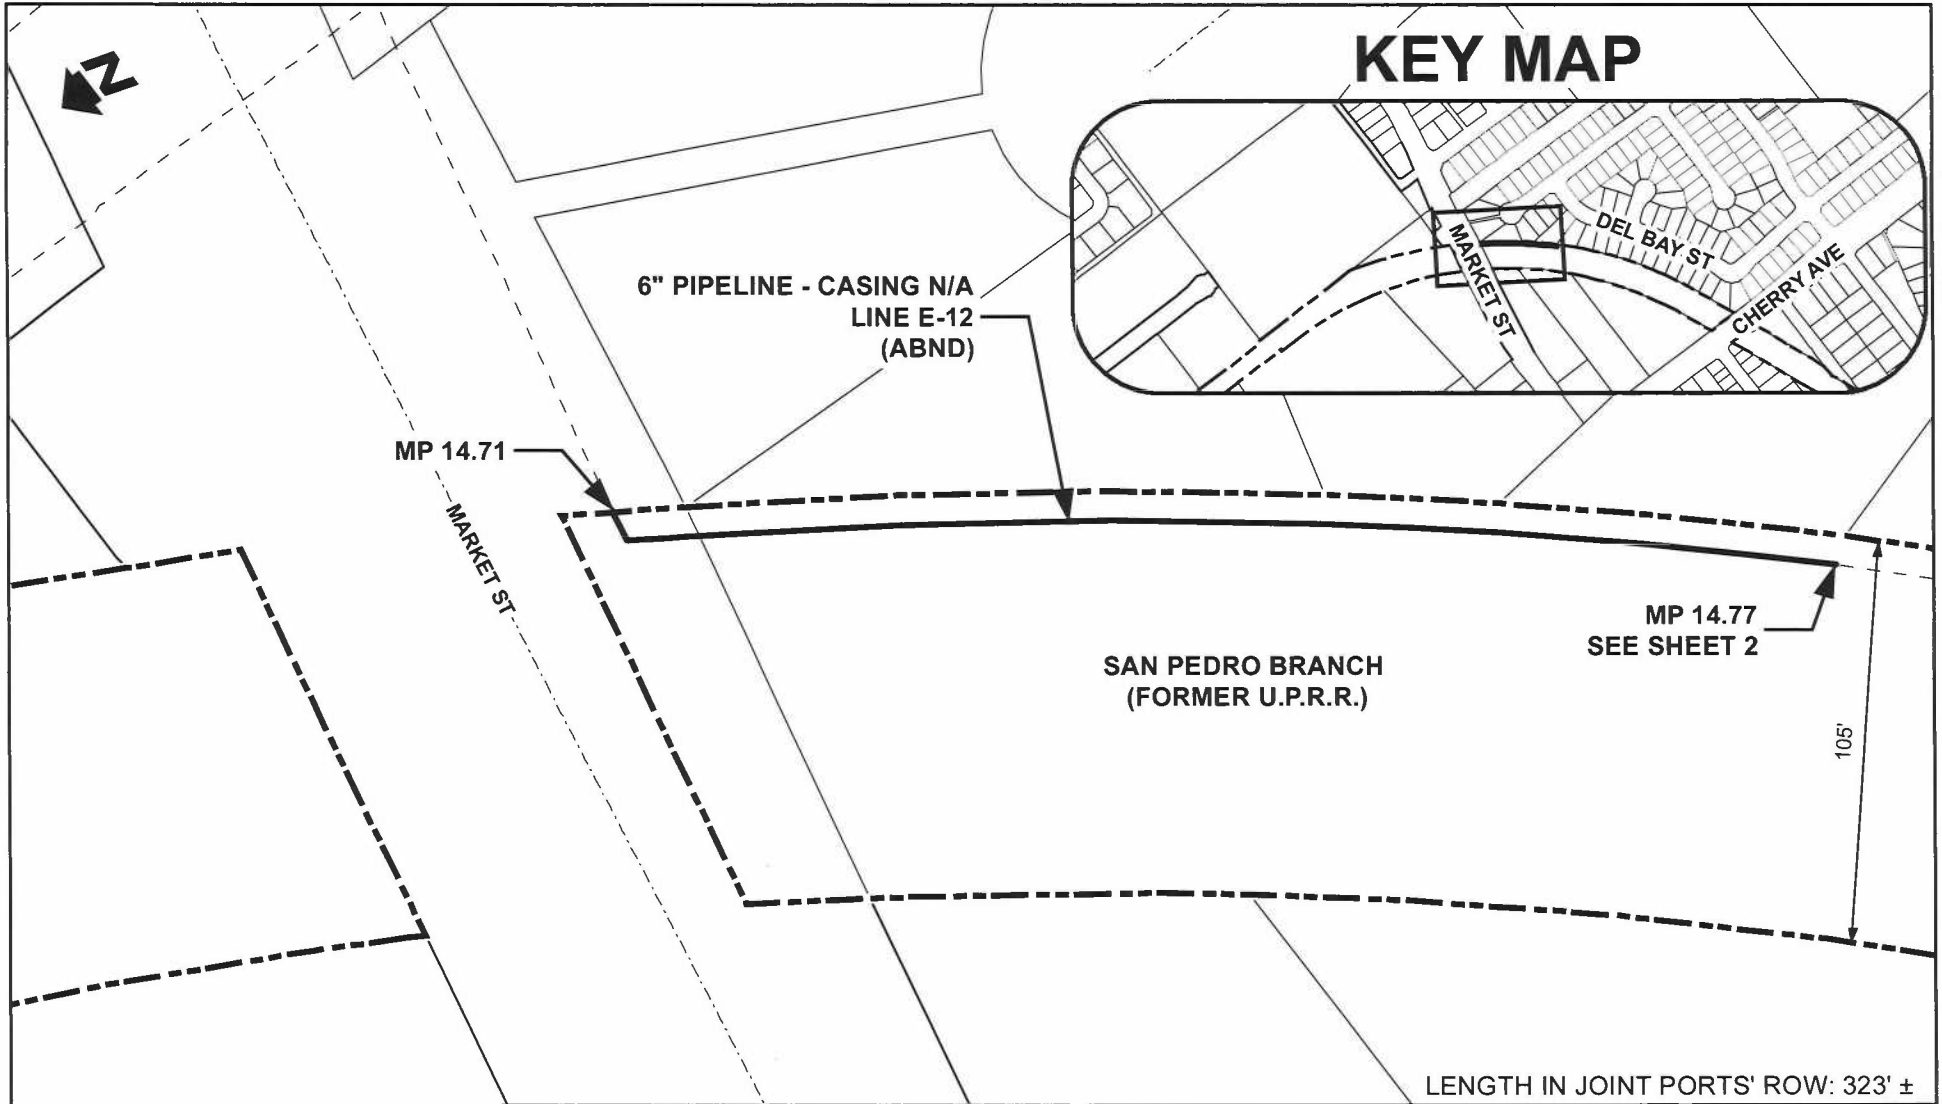 N
KEY MAP
MARKET ST
DEL BAY ST
CHERRY AVE
6" PIPELINE - CASING N/A
LINE E-12
(ABND)
MP 14.71
MARKET ST
MP 14.77
SEE SHEET 2
SAN PEDRO BRANCH
(FORMER U.P.R.R.)
105'
LENGTH IN JOINT PORTS' ROW: 323' ±